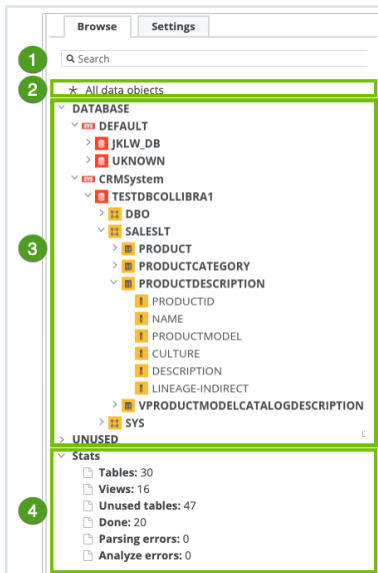 Browse Settings
1 Search
2 All data objects
DATABASE
SYS DEFAULT
JKLW_DB
UKNOWN
SYS CRMSystem
TESTDBCOLLIBRA1
DBO
SALESLT
3 PRODUCT
PRODUCTCATEGORY
PRODUCTDESCRIPTION
PRODUCTID
NAME
PRODUCTMODEL
CULTURE
DESCRIPTION
LINEAGE-INDIRECT
VPRODUCTMODELCATALOGDESCRIPTION
SYS
UNUSED
Stats
Tables: 30
Views: 16
4 Unused tables: 47
Done: 20
Parsing errors: 0
Analyze errors: 0